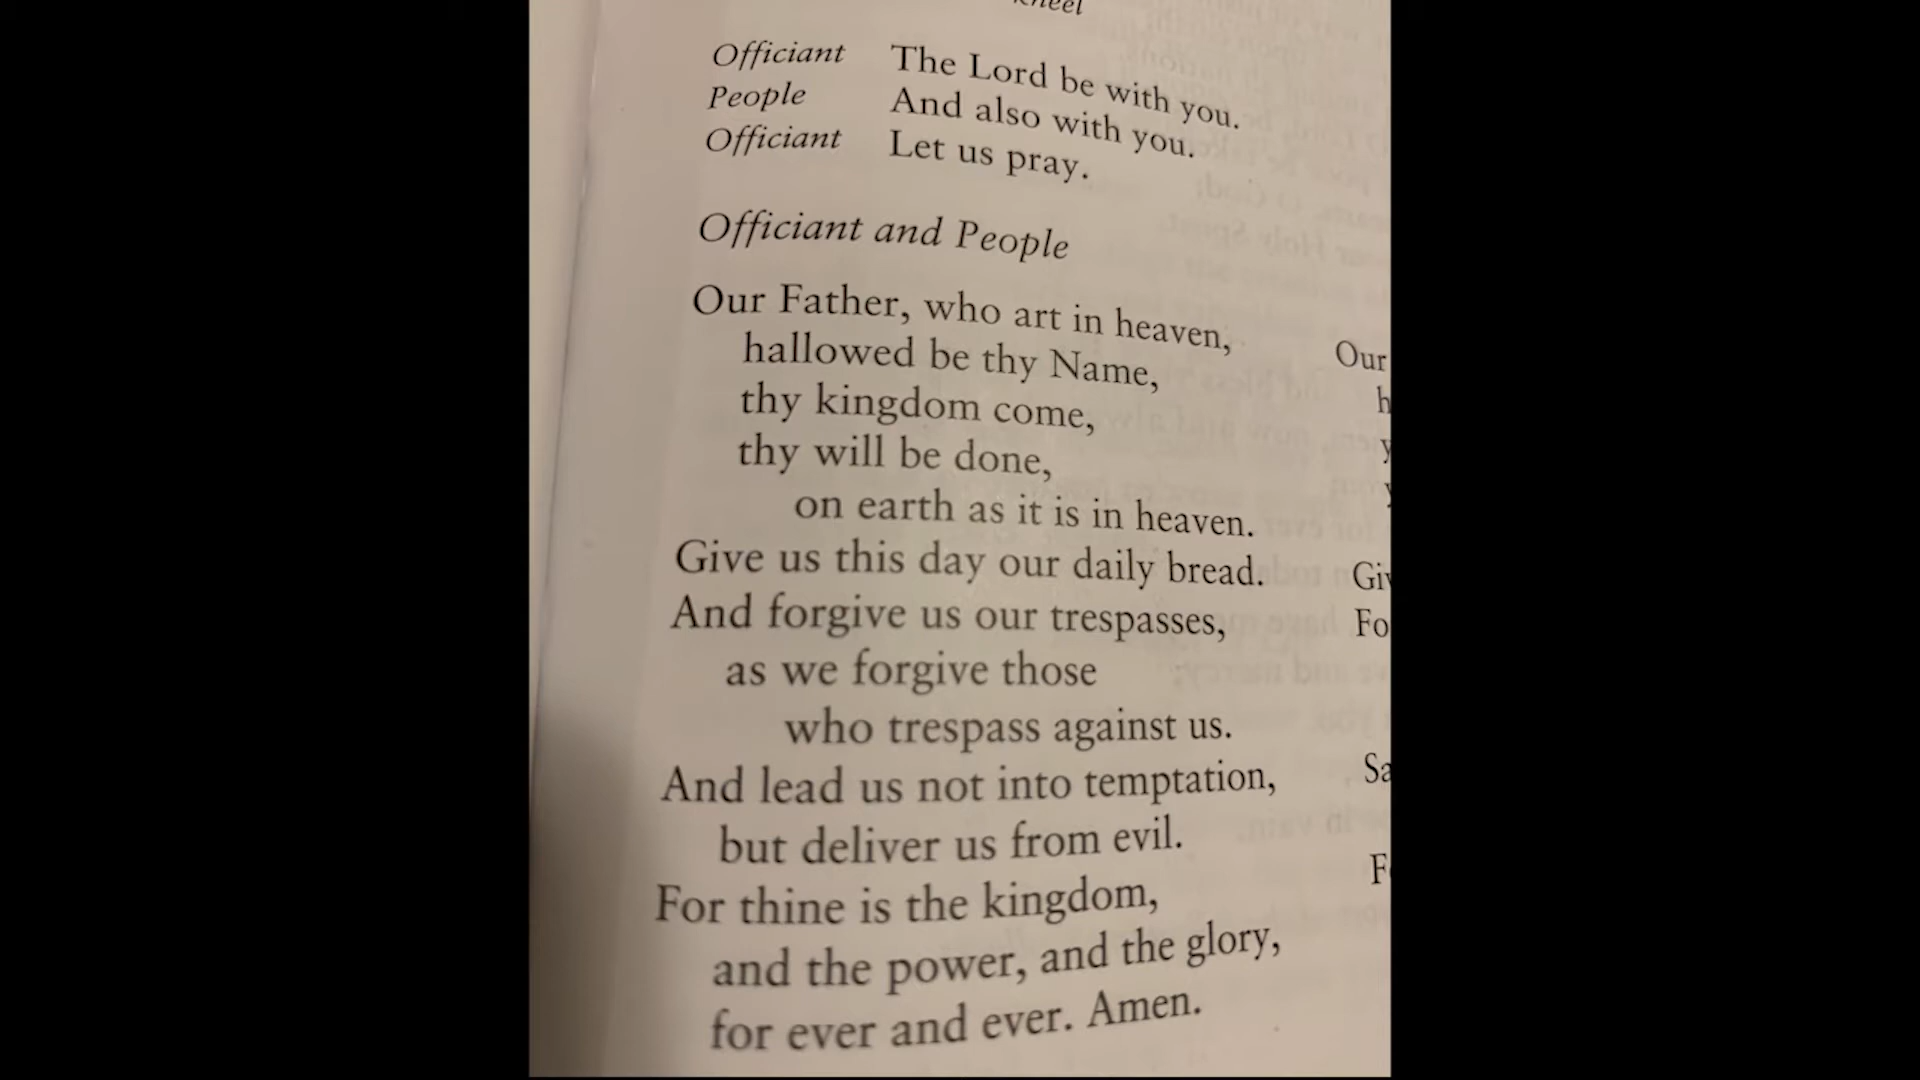 kneel
Officiant The Lord be with you.
People And also with you.
Officiant Let us pray.
Officiant and People
Our Father, who art in heaven,
hallowed be thy Name,
thy kingdom come,
thy will be done,
on earth as it is in heaven.
Give us this day our daily bread.
And forgive us our trespasses,
as we forgive those
who trespass against us.
And lead us not into temptation,
but deliver us from evil.
For thine is the kingdom,
and the power, and the glory,
for ever and ever. Amen.
Our